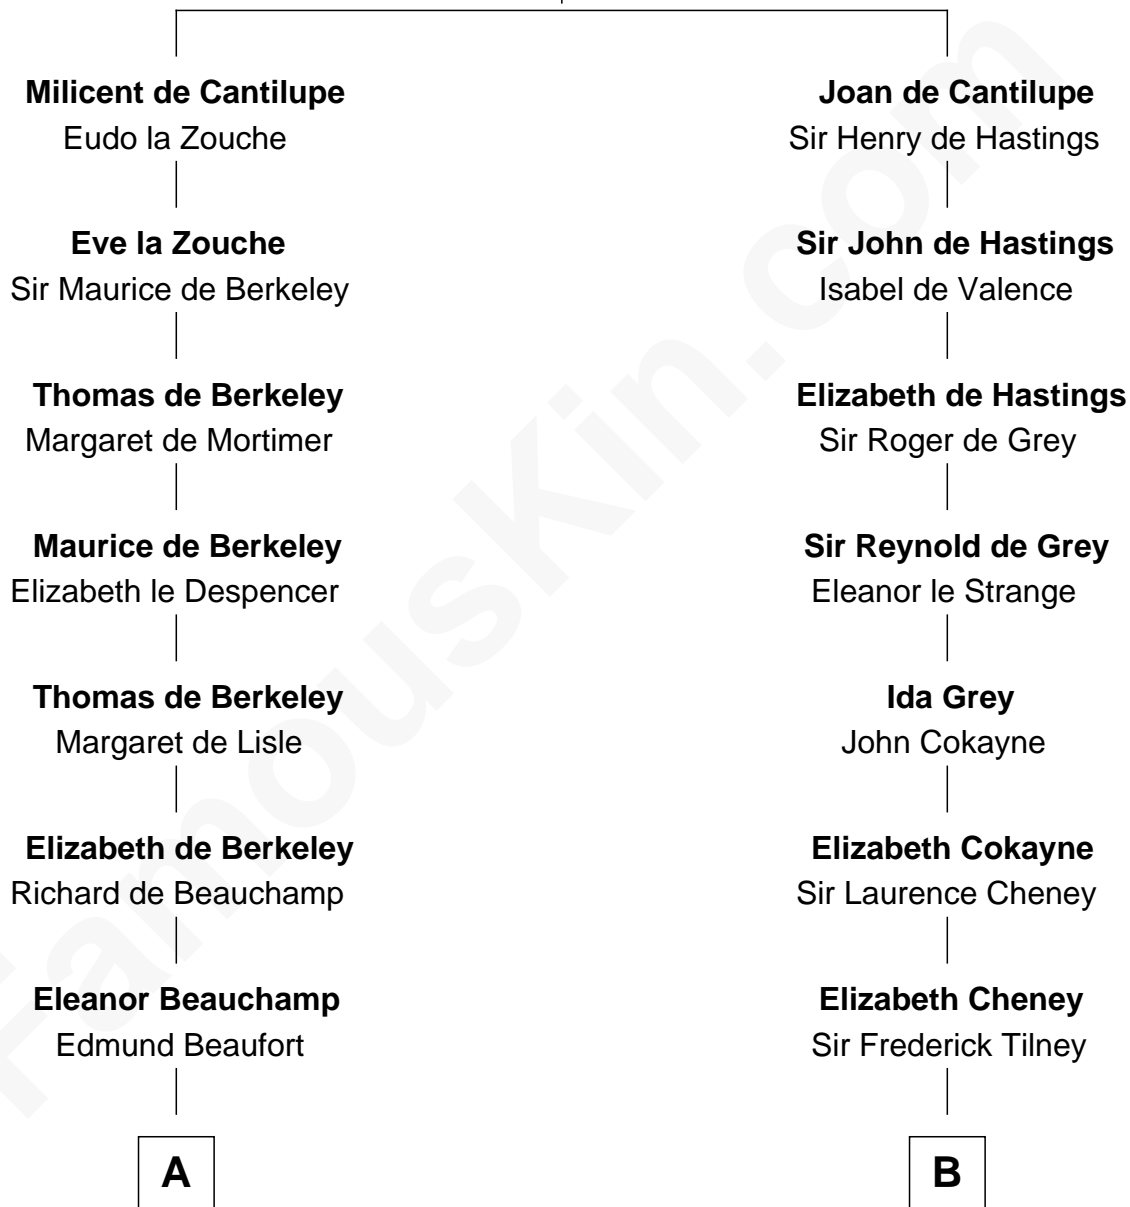 Milicent de Cantilupe
Eudo la Zouche
Joan de Cantilupe
Sir Henry de Hastings
Eve la Zouche
Sir Maurice de Berkeley
Sir John de Hastings
Isabel de Valence
Thomas de Berkeley
Margaret de Mortimer
Elizabeth de Hastings
Sir Roger de Grey
Maurice de Berkeley
Elizabeth le Despencer
Sir Reynold de Grey
Eleanor le Strange
Thomas de Berkeley
Margaret de Lisle
Ida Grey
John Cokayne
Elizabeth de Berkeley
Richard de Beauchamp
Elizabeth Cokayne
Sir Laurence Cheney
Eleanor Beauchamp
Edmund Beaufort
Elizabeth Cheney
Sir Frederick Tilney
A
B
FamousKin.com